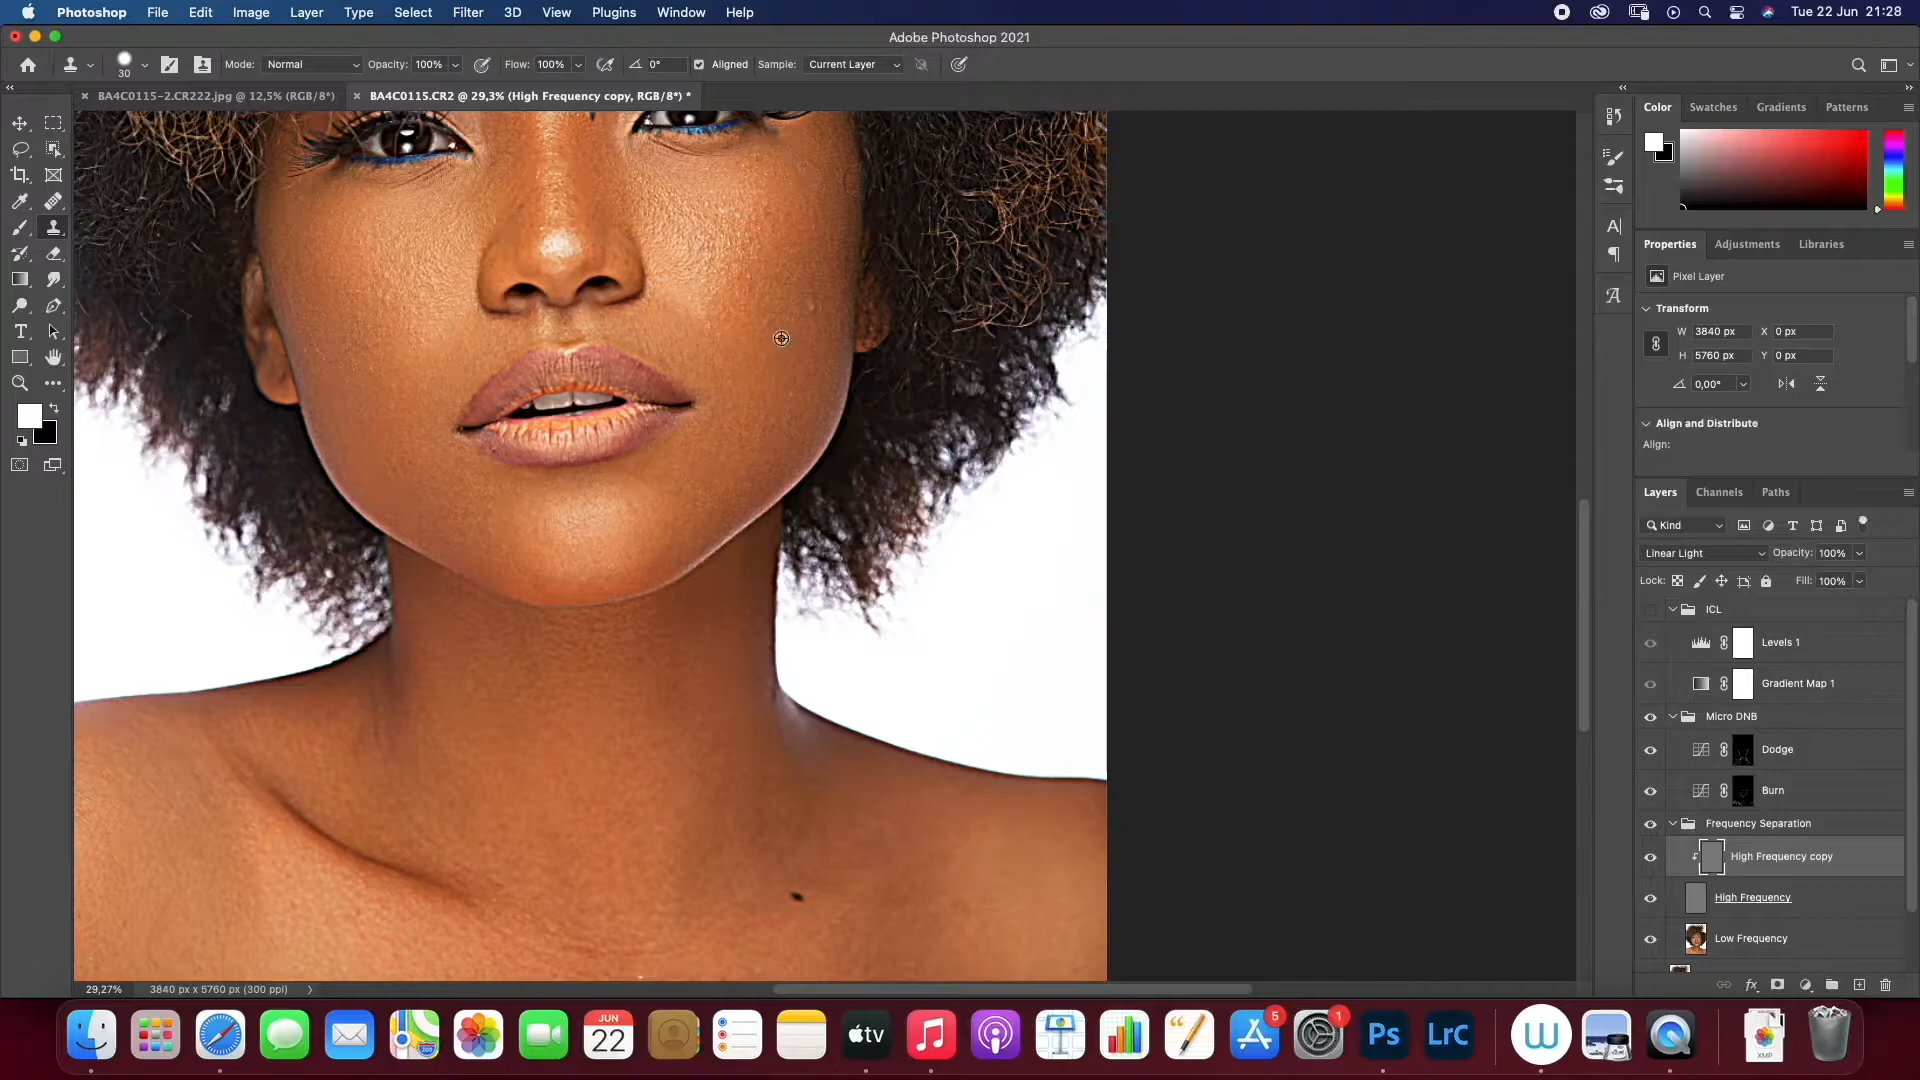 Photoshop File Edit Image Layer Type Select Filter 3D View Plugins Window Help Tue 22 Jun 21:28
Adobe Photoshop 2021
30 Mode: Normal Opacity: 100% Flow: 100% 0° Aligned Sample: Current Layer
BA4C0115-2.CR222.jpg @ 12,5% (RGB/8*) BA4C0115.CR2 @ 29,3% (High Frequency copy, RGB/8*) *
Color Swatches Gradients Patterns
Properties Adjustments Libraries
Pixel Layer
Transform
W 3840 px X 0 px
H 5760 px Y 0 px
0,00°
Align and Distribute
Align:
Layers Channels Paths
Kind
Linear Light Opacity: 100%
Lock: Fill: 100%
ICL
Levels 1
Gradient Map 1
Micro DNB
Dodge
Burn
Frequency Separation
High Frequency copy
High Frequency
Low Frequency
29,27% 3840 px x 5760 px (300 ppi)
JUN
22
tv
5
1
Ps
LrC
W
XMP